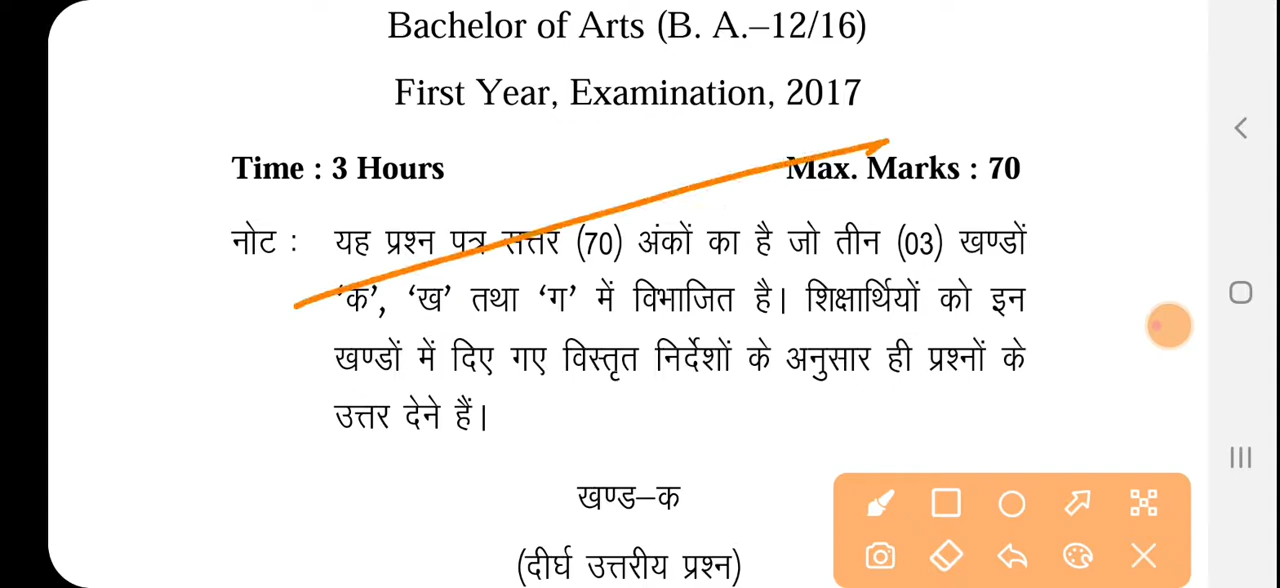 Bachelor of Arts (B. A.–12/16)
First Year, Examination, 2017
Time : 3 Hours Max. Marks : 70
नोट : यह प्रश्न पत्र सत्तर (70) अंकों का है जो तीन (03) खण्डों
‘क’, ‘ख’ तथा ‘ग’ में विभाजित है। शिक्षार्थियों को इन
खण्डों में दिए गए विस्तृत निर्देशों के अनुसार ही प्रश्नों के
उत्तर देने हैं।
खण्ड–क
(दीर्घ उत्तरीय प्रश्न)